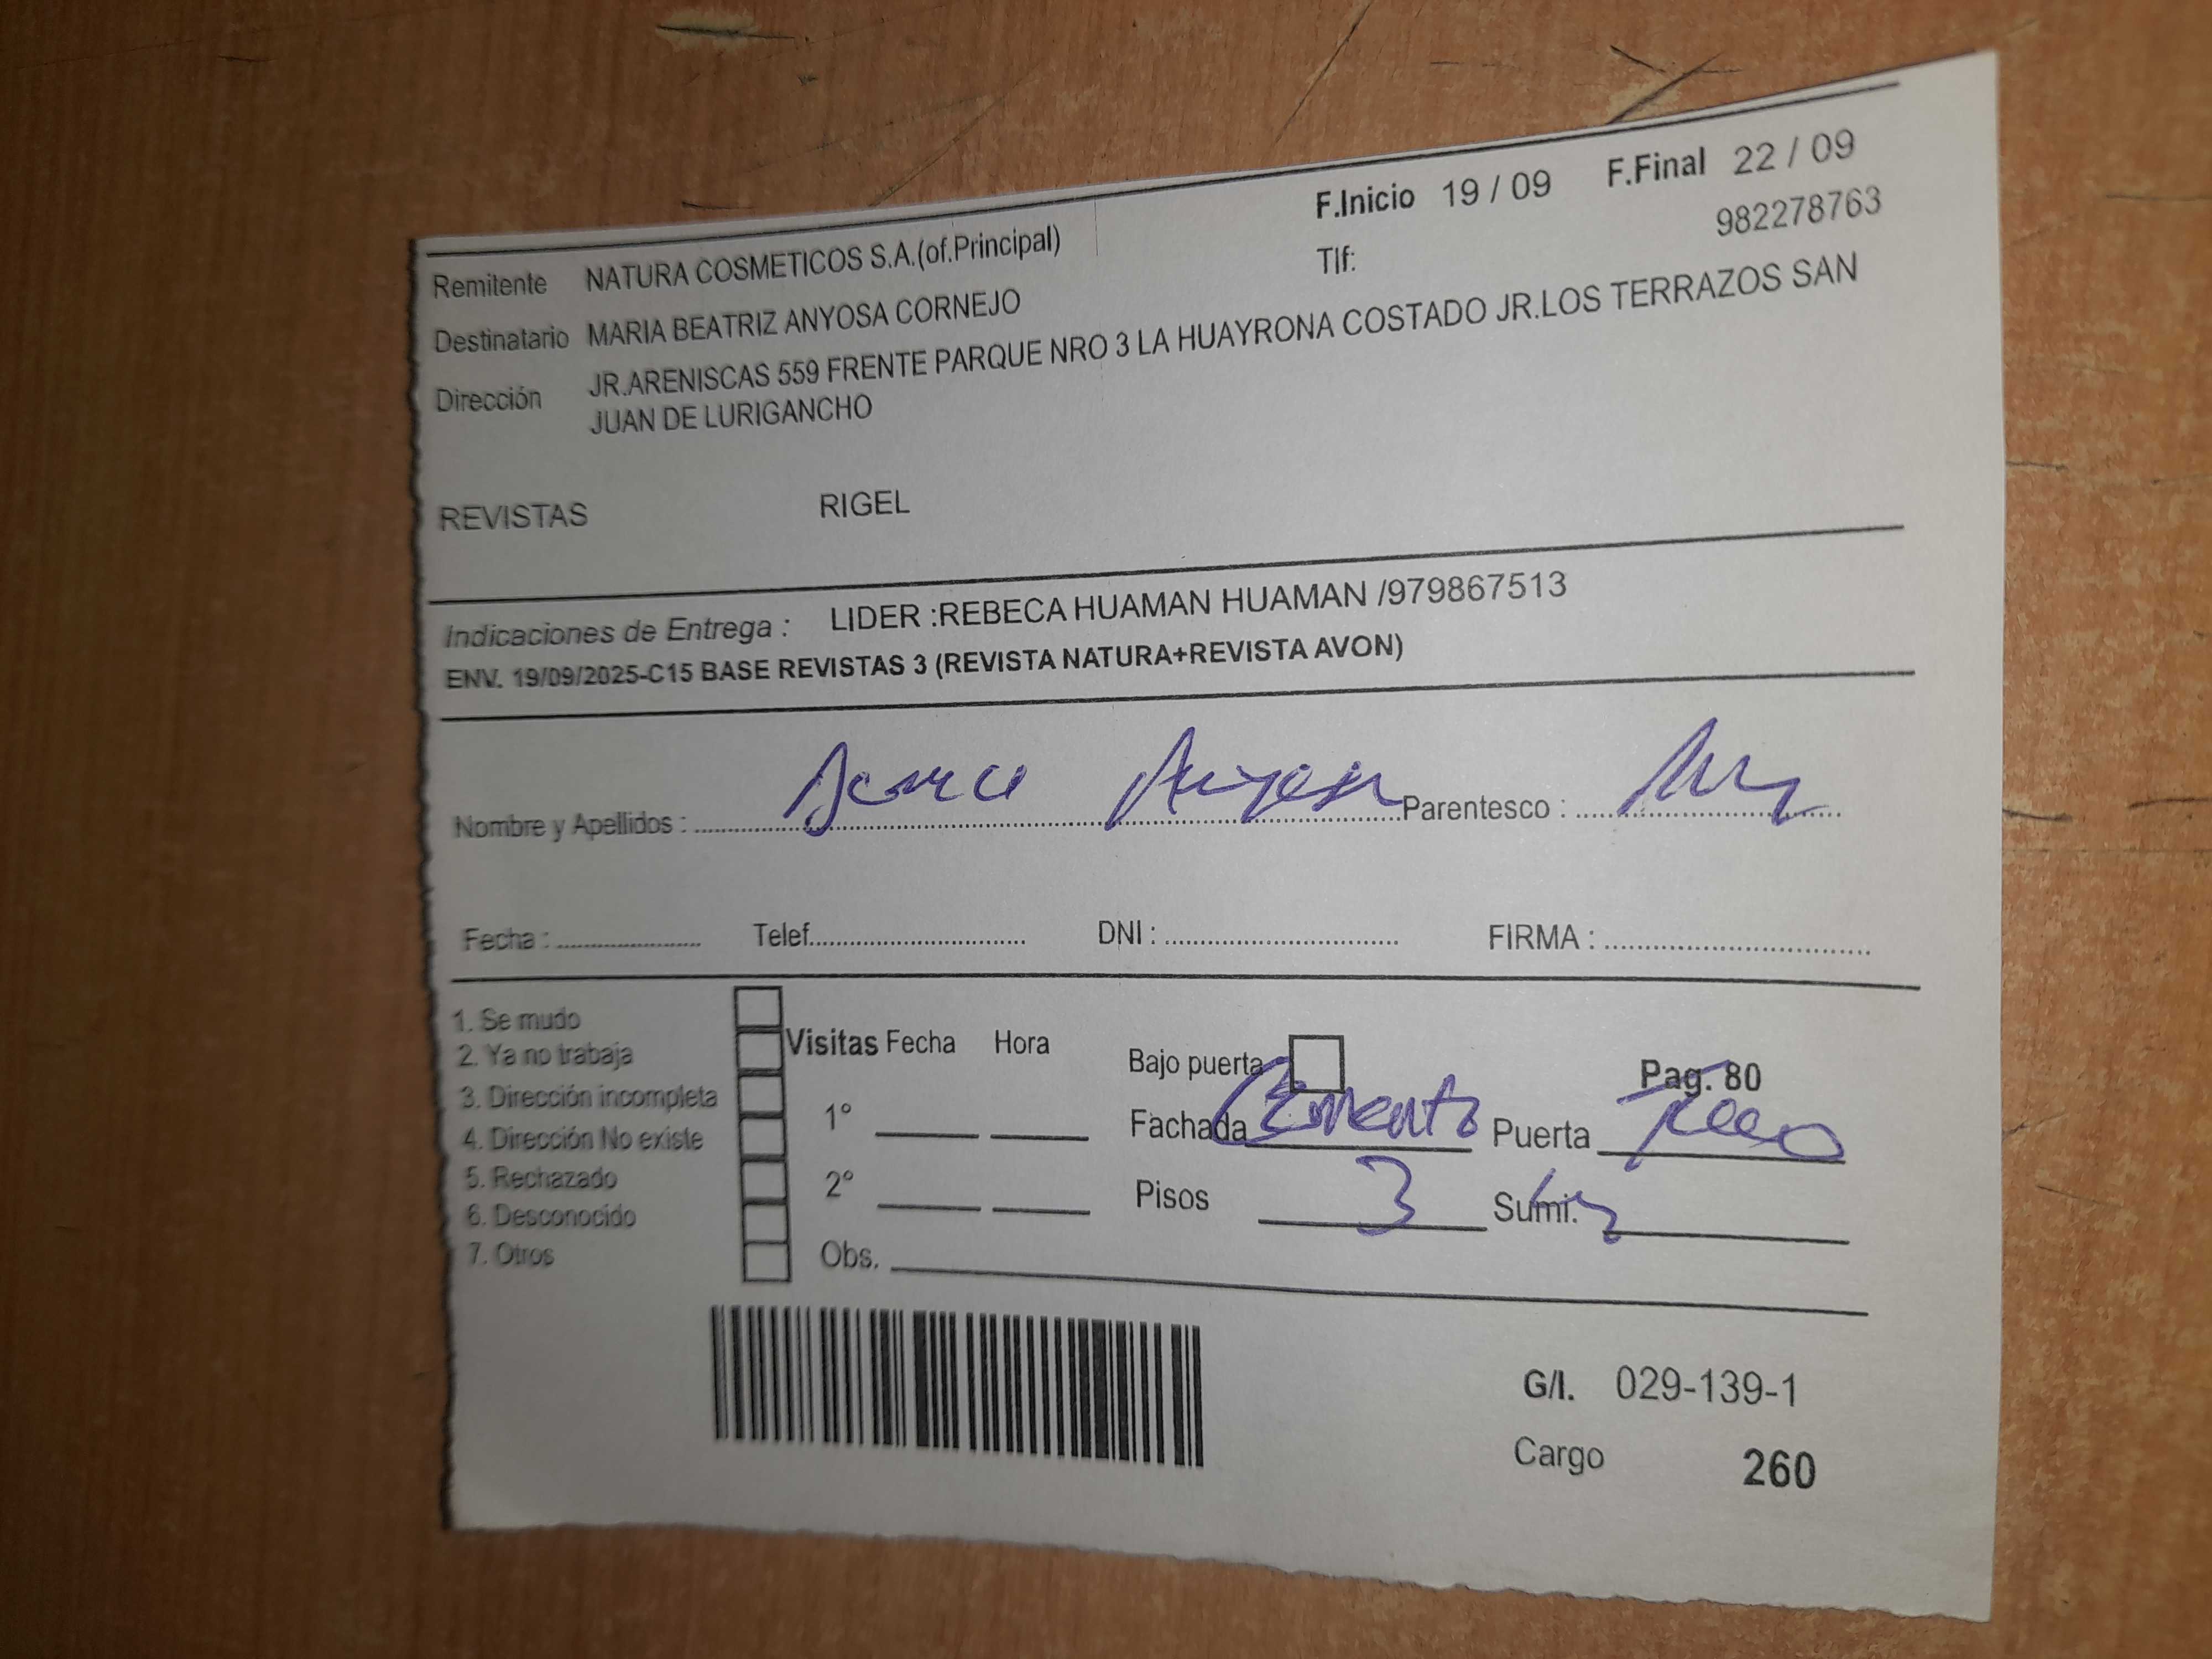 F.Inicio 19 / 09 F.Final 22 / 09
Remitente NATURA COSMETICOS S.A.(of.Principal) Tlf: 982278763
Destinatario MARIA BEATRIZ ANYOSA CORNEJO
Dirección JR.ARENISCAS 559 FRENTE PARQUE NRO 3 LA HUAYRONA COSTADO JR.LOS TERRAZOS SAN
JUAN DE LURIGANCHO
REVISTAS RIGEL
Indicaciones de Entrega : LIDER :REBECA HUAMAN HUAMAN /979867513
ENV. 19/09/2025-C15 BASE REVISTAS 3 (REVISTA NATURA+REVISTA AVON)
Nombre y Apellidos : Parentesco :
Fecha : Telef. DNI : FIRMA :
1. Se mudo
2. Ya no trabaja
3. Dirección incompleta
4. Dirección No existe
5. Rechazado
6. Desconocido
7. Otros
Visitas Fecha Hora
1°
2°
Obs.
Bajo puerta Pag. 80
Fachada Cemento Puerta
Pisos 3 Sumi.
G/I. 029-139-1
Cargo 260